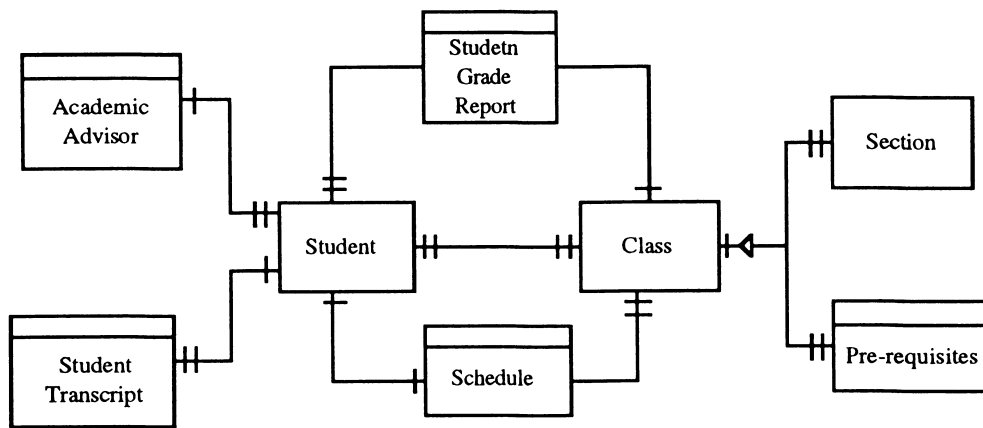 Studetn
Grade
Report
Academic
Advisor
Section
Student
Class
Student
Transcript
Schedule
Pre-requisites